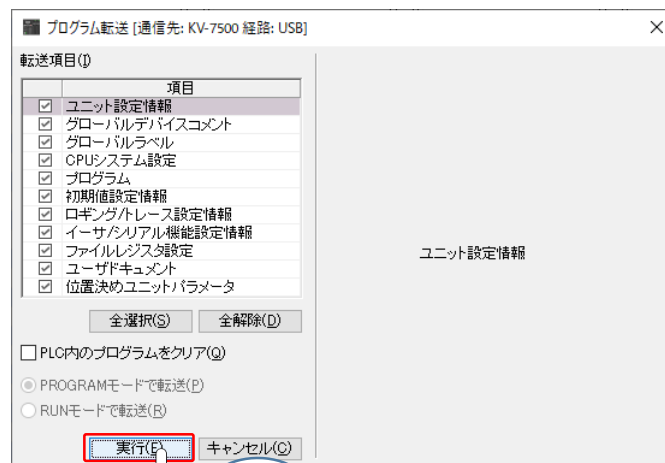 プログラム転送 [通信先: KV-7500 経路: USB]
転送項目(I)
項目
ユニット設定情報
グローバルデバイスコメント
グローバルラベル
CPUシステム設定
プログラム
初期値設定情報
ロギング/トレース設定情報
イーサ/シリアル機能設定情報
ファイルレジスタ設定
ユーザドキュメント
位置決めユニットパラメータ
ユニット設定情報
全選択(S) 全解除(D)
PLC内のプログラムをクリア(Q)
PROGRAMモードで転送(P)
RUNモードで転送(R)
実行(E) キャンセル(C)